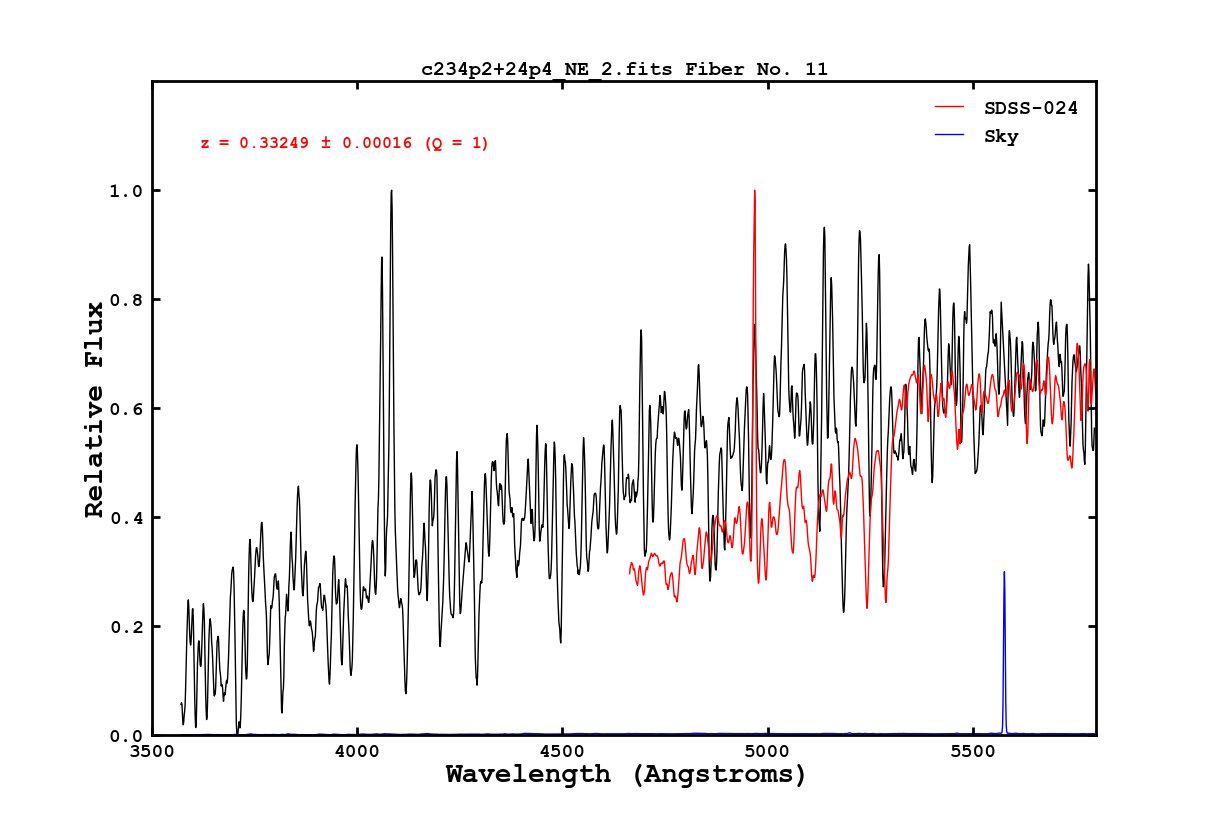 c234p2+24p4_NE_2.fits Fiber No. 11
SDSS-024
Sky
z = 0.33249 ± 0.00016 (Q = 1)
1.0
0.8
0.6
0.4
0.2
0.0
Relative Flux
3500 4000 4500 5000 5500
Wavelength (Angstroms)